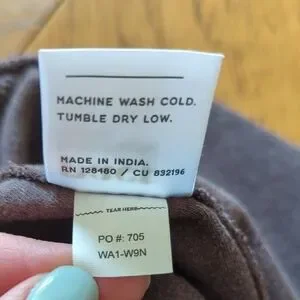 MACHINE WASH COLD.
TUMBLE DRY LOW.
MADE IN INDIA.
RN 128480 / CU 832196
TEAR HERE
PO #: 705
WA1-W9N